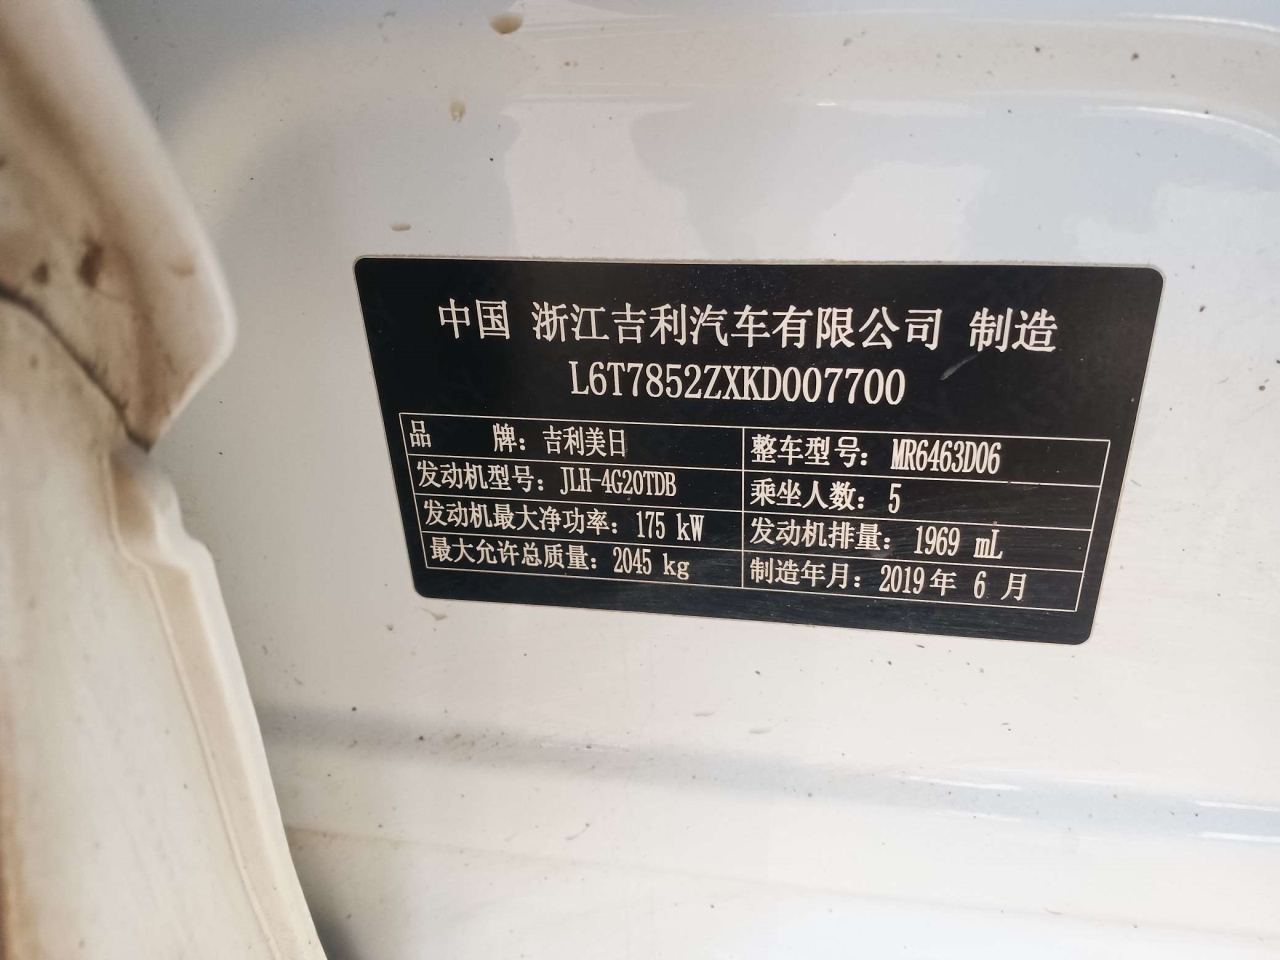 中国 浙江吉利汽车有限公司 制造
L6T7852ZXKD007700
品 牌：吉利美日 整车型号：MR6463D06
发动机型号：JLH-4G20TDB 乘坐人数：5
发动机最大净功率：175 kW 发动机排量：1969 mL
最大允许总质量：2045 kg 制造年月：2019年 6 月